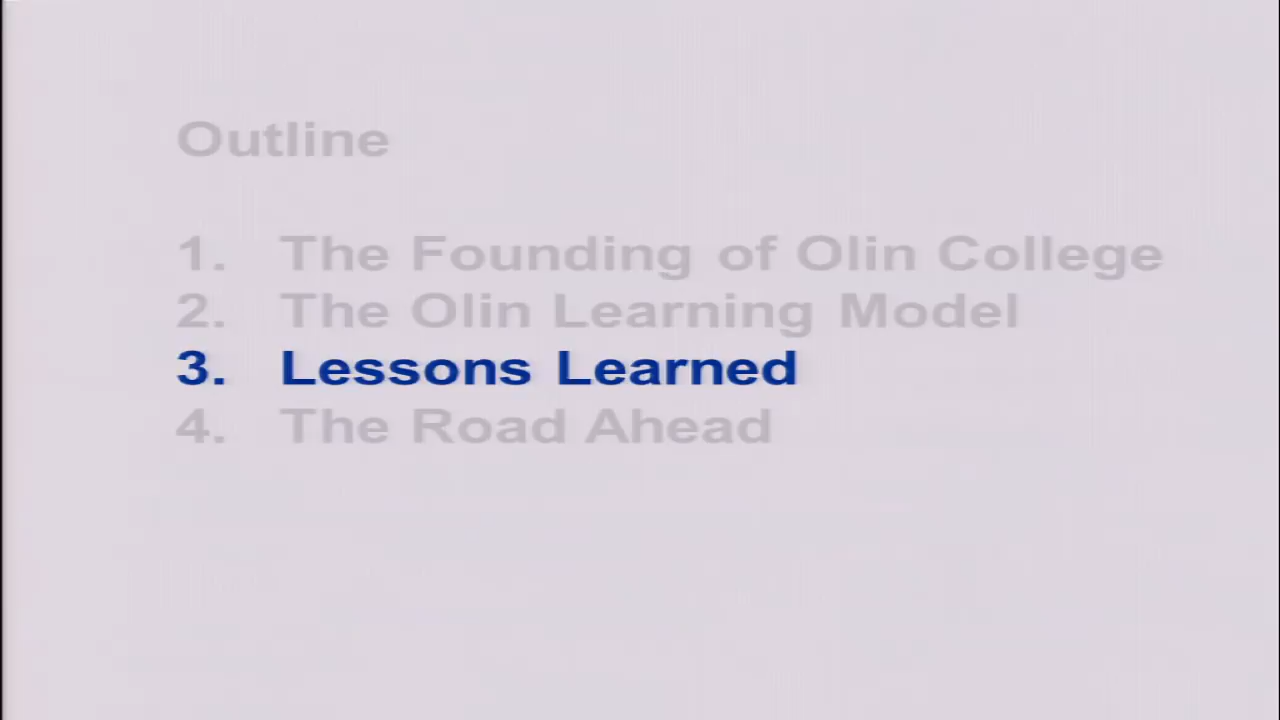 Outline
1. The Founding of Olin College
2. The Olin Learning Model
3. Lessons Learned
4. The Road Ahead